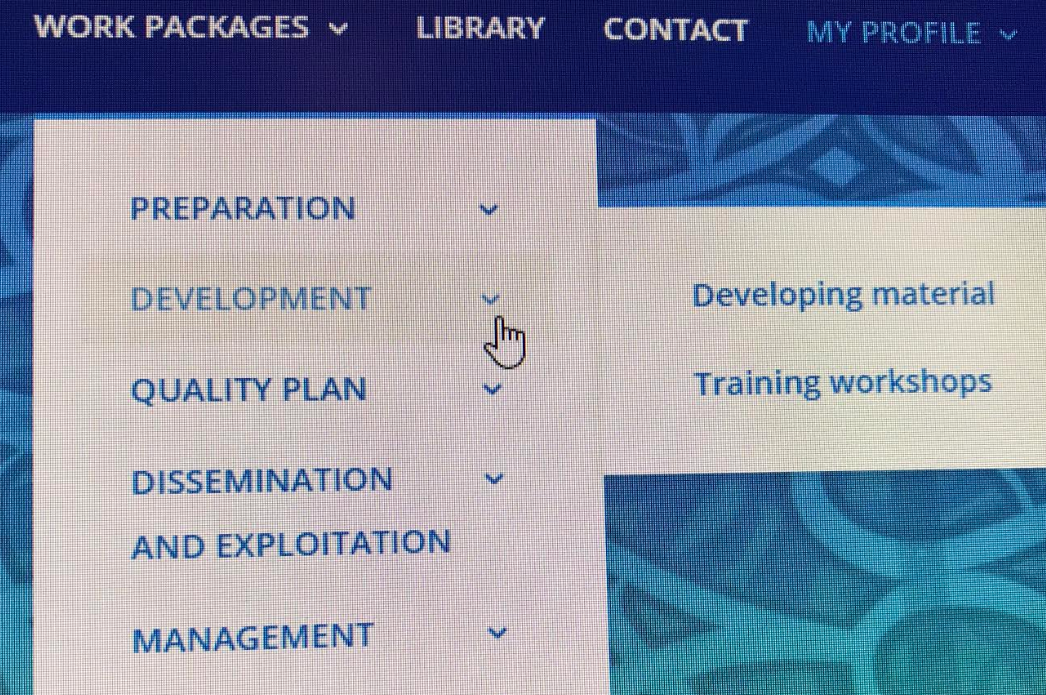 WORK PACKAGES LIBRARY CONTACT MY PROFILE
PREPARATION
DEVELOPMENT
QUALITY PLAN
DISSEMINATION
AND EXPLOITATION
MANAGEMENT
Developing material
Training workshops